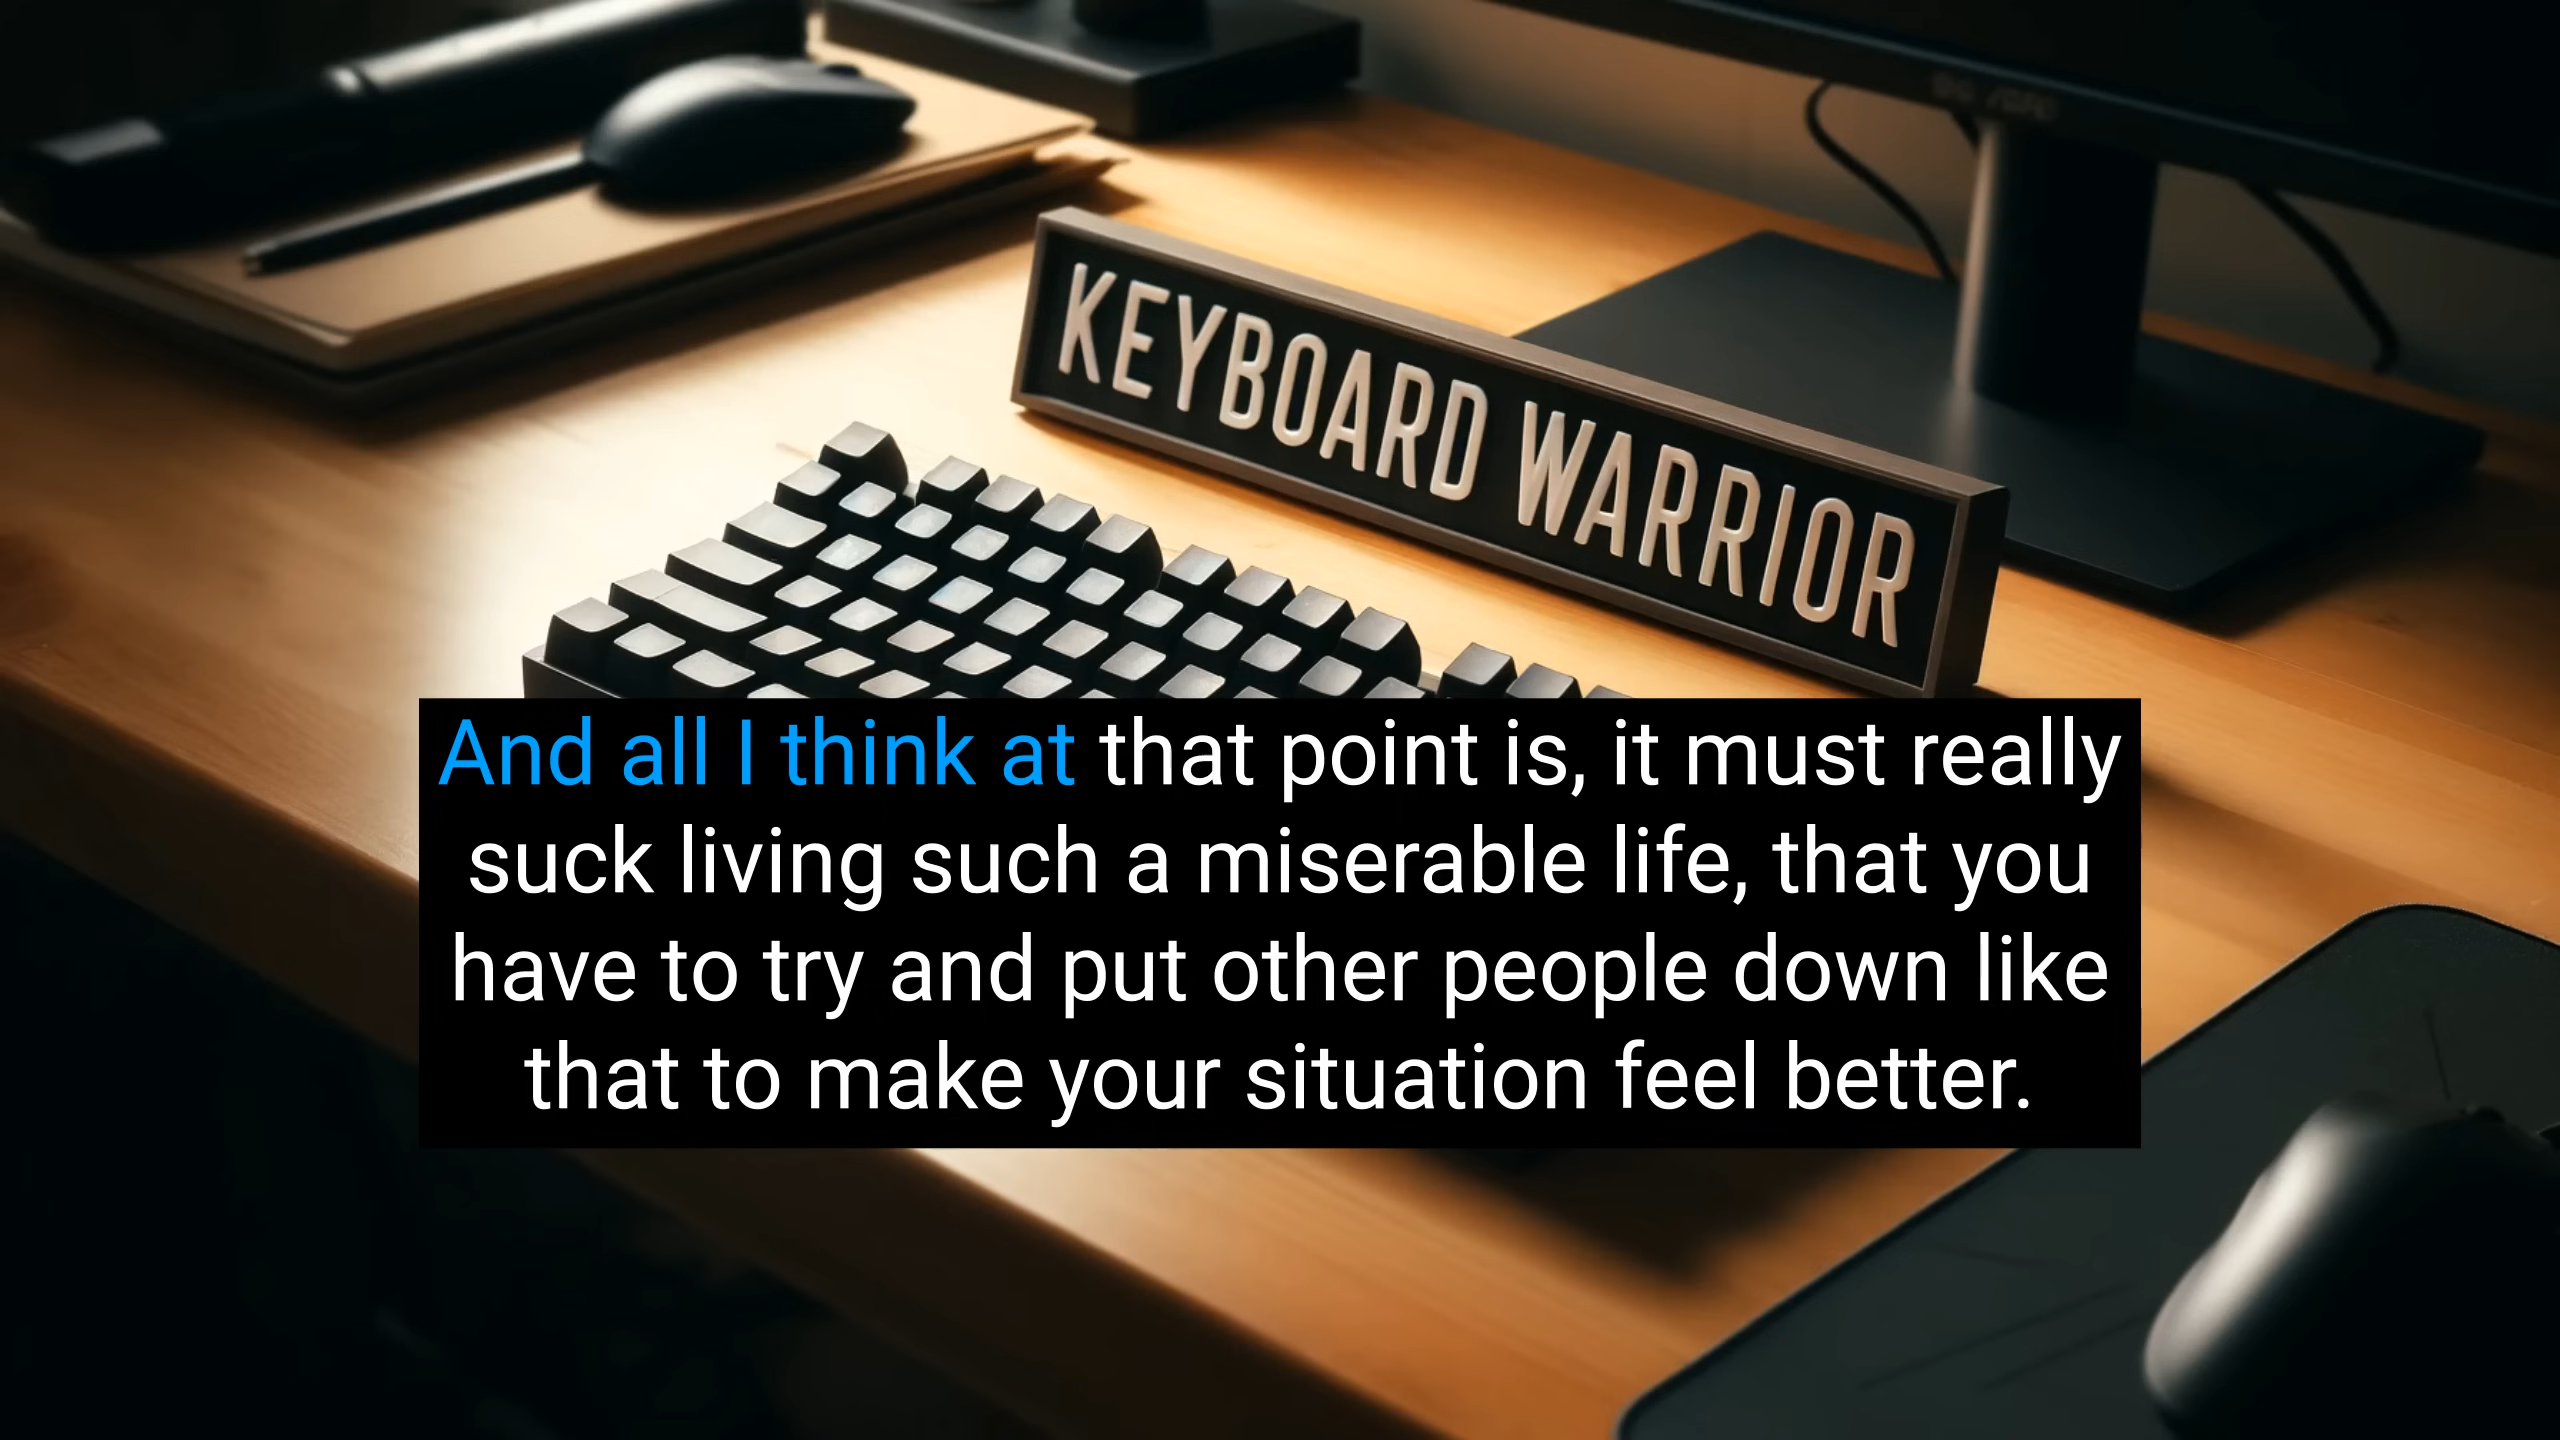 KEYBOARD WARRIOR
And all I think at that point is, it must really
suck living such a miserable life, that you
have to try and put other people down like
that to make your situation feel better.